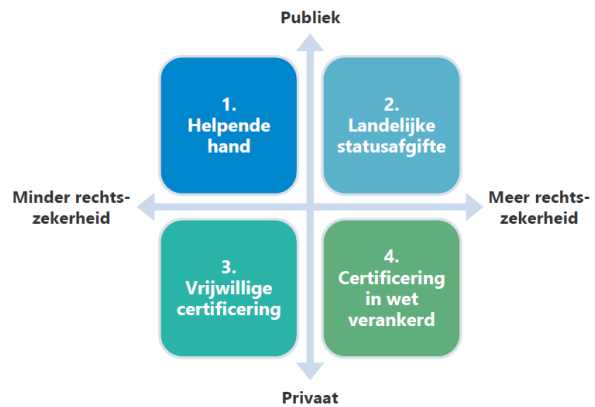 Publiek
1.
Helpende
hand
2.
Landelijke
statusafgifte
Minder rechts-
zekerheid
Meer rechts-
zekerheid
3.
Vrijwillige
certificering
4.
Certificering
in wet
verankerd
Privaat